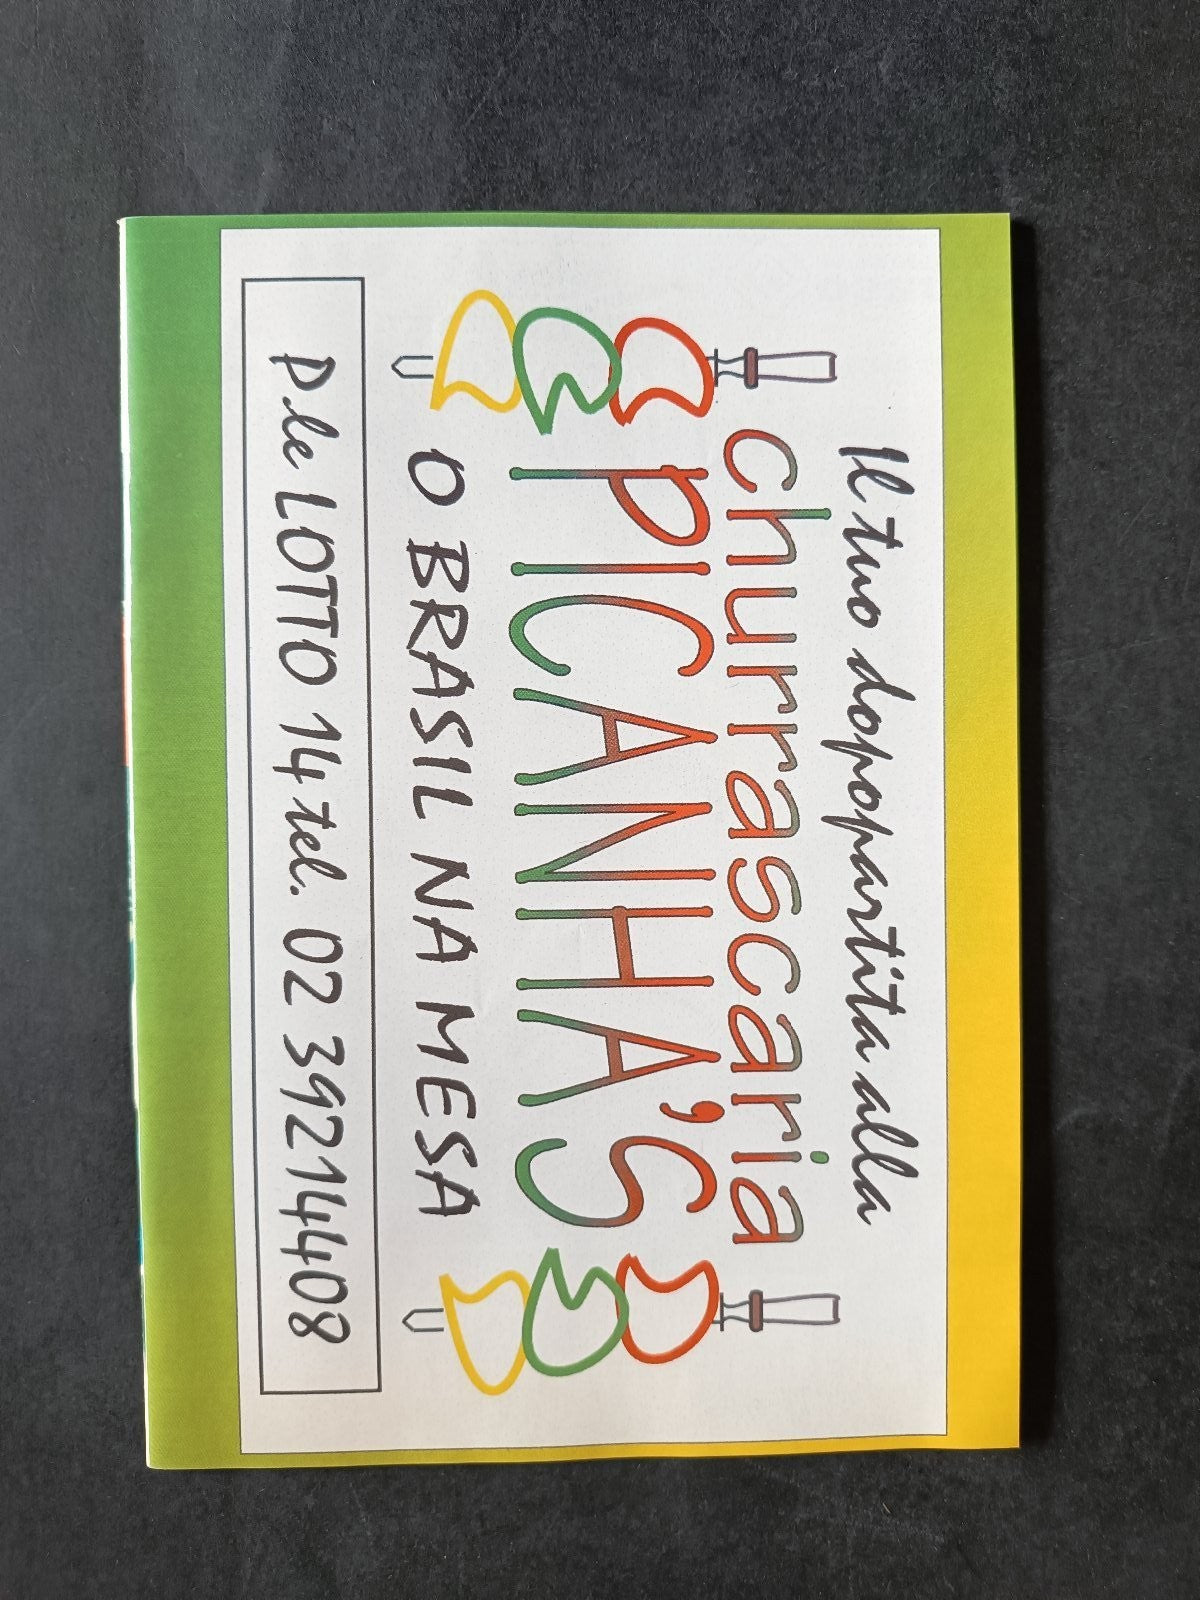 Il tuo dopopartita alla
churrascaria
PICANHA'S
O BRASIL NA MESA
P.le LOTTO 14 tel. 02 39214408